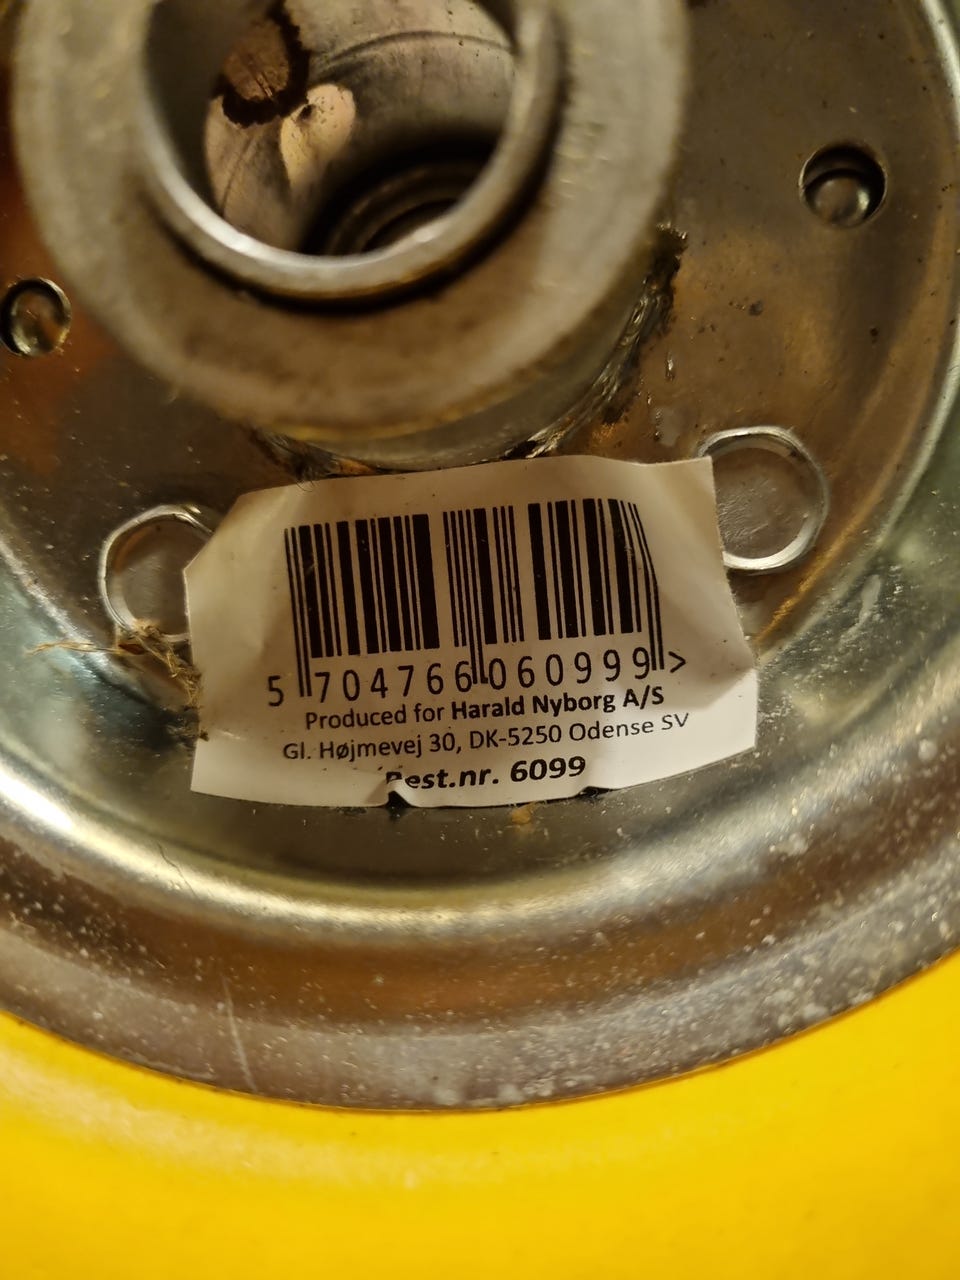 5 704766 060999 >
Produced for Harald Nyborg A/S
Gl. Højmevej 30, DK-5250 Odense SV
Best.nr. 6099